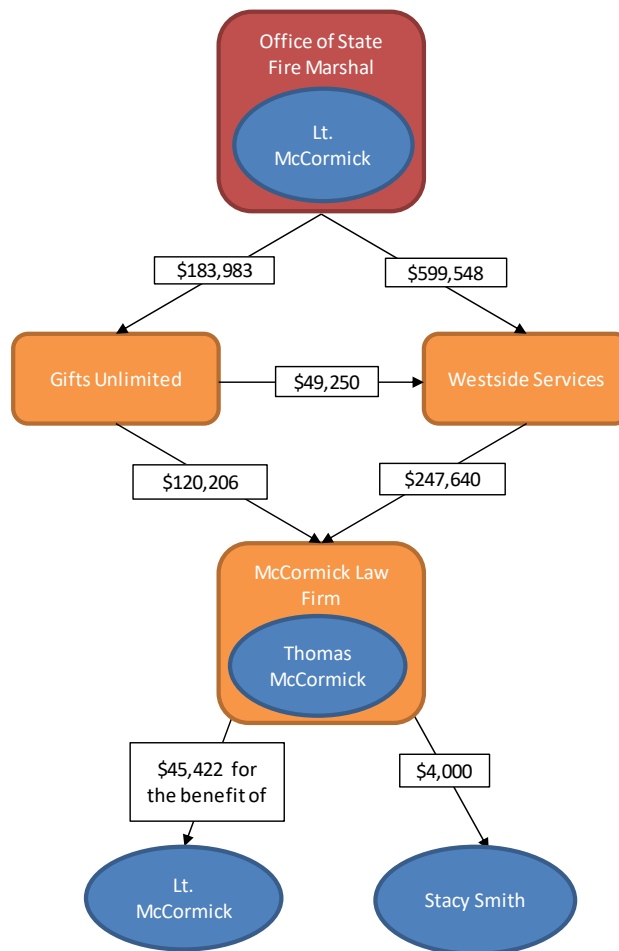 Office of State
Fire Marshal
Lt.
McCormick
$183,983
$599,548
Gifts Unlimited
$49,250
Westside Services
$120,206
$247,640
McCormick Law
Firm
Thomas
McCormick
$45,422 for
the benefit of
$4,000
Lt.
McCormick
Stacy Smith